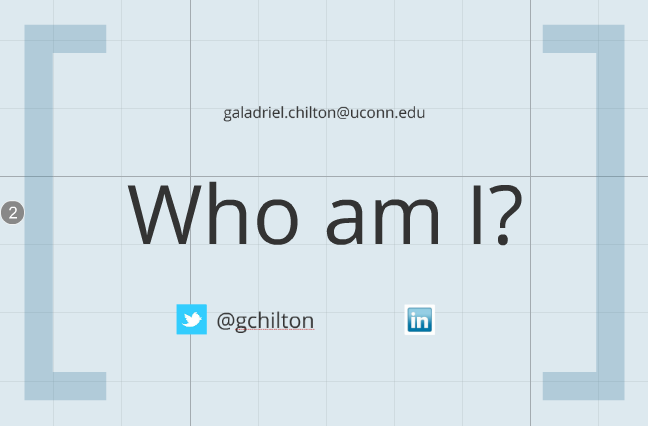 galadriel.chilton@uconn.edu
Who am I?
2
@gchilton
in